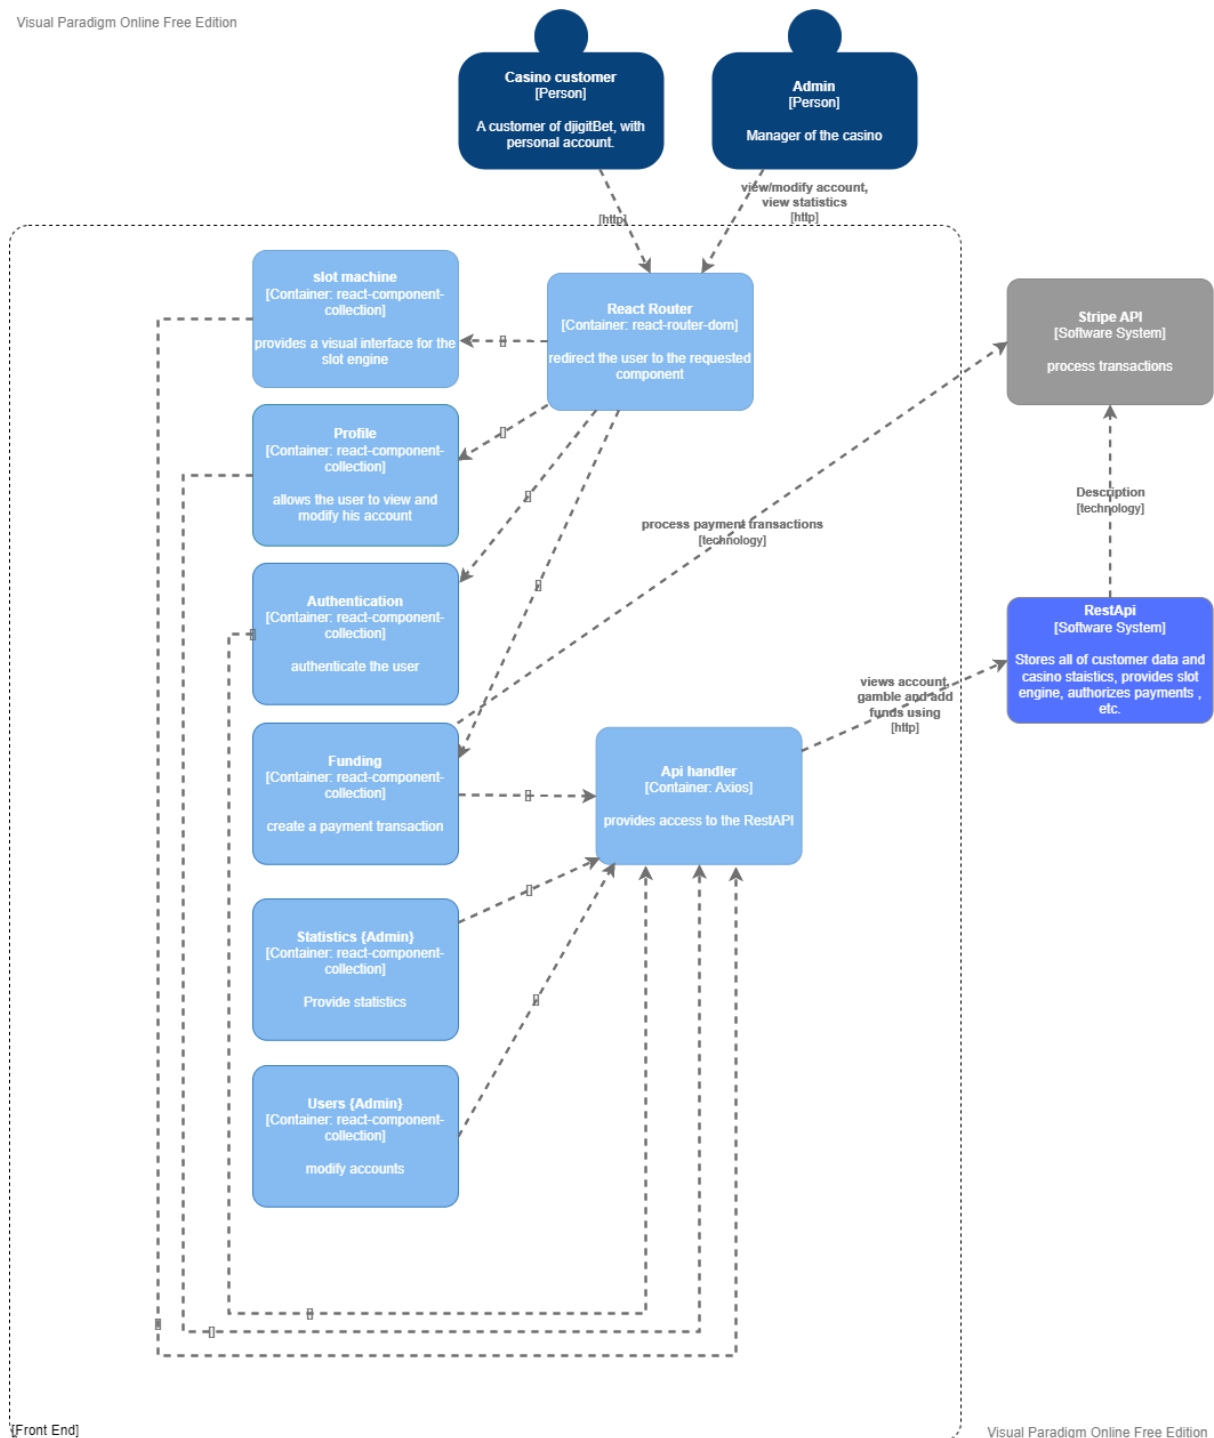 Visual Paradigm Online Free Edition
Casino customer
[Person]
A customer of djigitBet, with
personal account.
Admin
[Person]
Manager of the casino
[http]
view/modify account,
view statistics
[http]
slot machine
[Container: react-component-
collection]
provides a visual interface for the
slot engine
React Router
[Container: react-router-dom]
redirect the user to the requested
component
Stripe API
[Software System]
process transactions
Profile
[Container: react-component-
collection]
allows the user to view and
modify his account
process payment transactions
[technology]
Description
[technology]
Authentication
[Container: react-component-
collection]
authenticate the user
RestApi
[Software System]
Stores all of customer data and
casino staistics, provides slot
engine, authorizes payments ,
etc.
views account,
gamble and add
funds using
[http]
Funding
[Container: react-component-
collection]
create a payment transaction
Api handler
[Container: Axios]
provides access to the RestAPI
Statistics {Admin}
[Container: react-component-
collection]
Provide statistics
Users {Admin}
[Container: react-component-
collection]
modify accounts
[Front End]
Visual Paradigm Online Free Edition